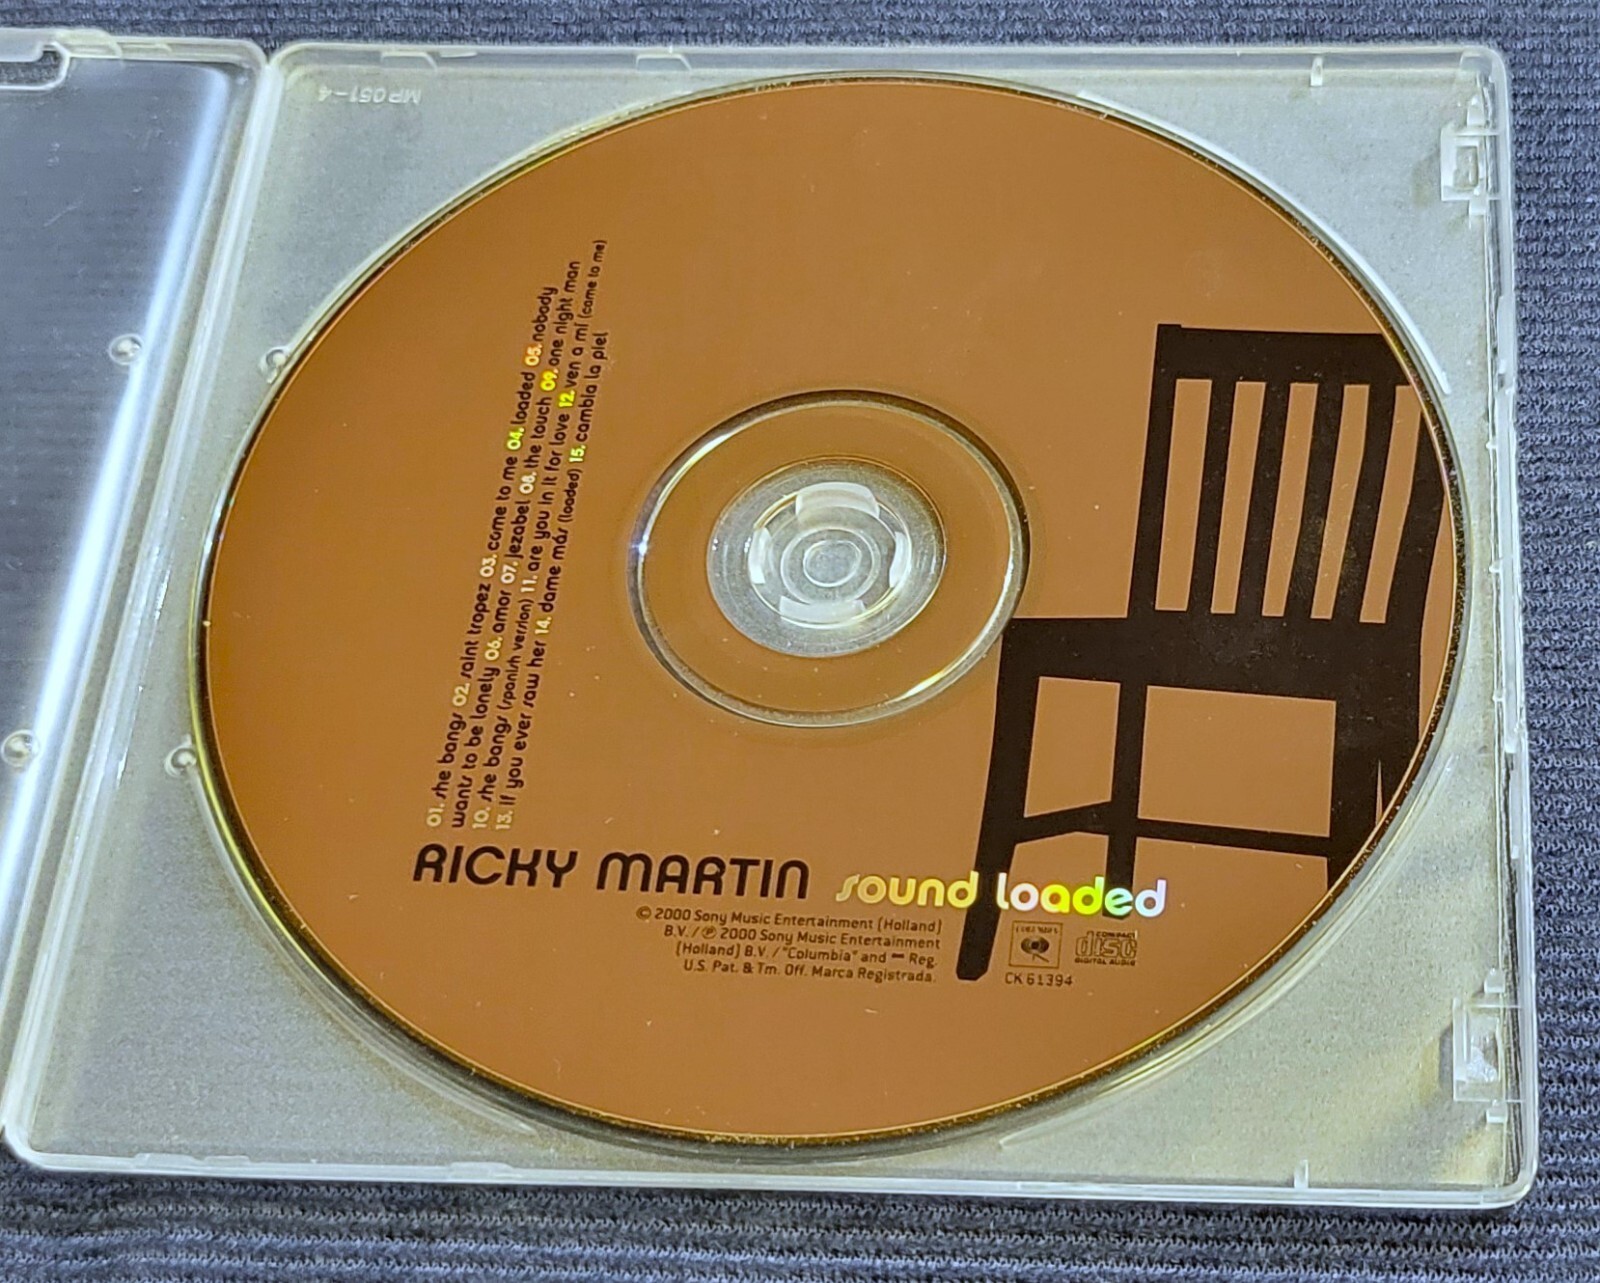 MP 051-4
01. she bangs 02. saint tropez 03. come to me 04. loaded 05. nobody
wants to be lonely 06. amor 07. jezabel 08. the touch 09. one night man
10. she bangs (spanish version) 11. are you in it for love 12. ven a mí (come to me)
13. if you ever saw her 14. dame más (loaded) 15. cambia la piel
RICKY MARTIN sound loaded
© 2000 Sony Music Entertainment (Holland)
B.V. / ℗ 2000 Sony Music Entertainment
(Holland) B.V. / "Columbia" and Reg.
U.S. Pat. & Tm. Off. Marca Registrada.
COLUMBIA
COMPACT
disc
DIGITAL AUDIO
CK 61394